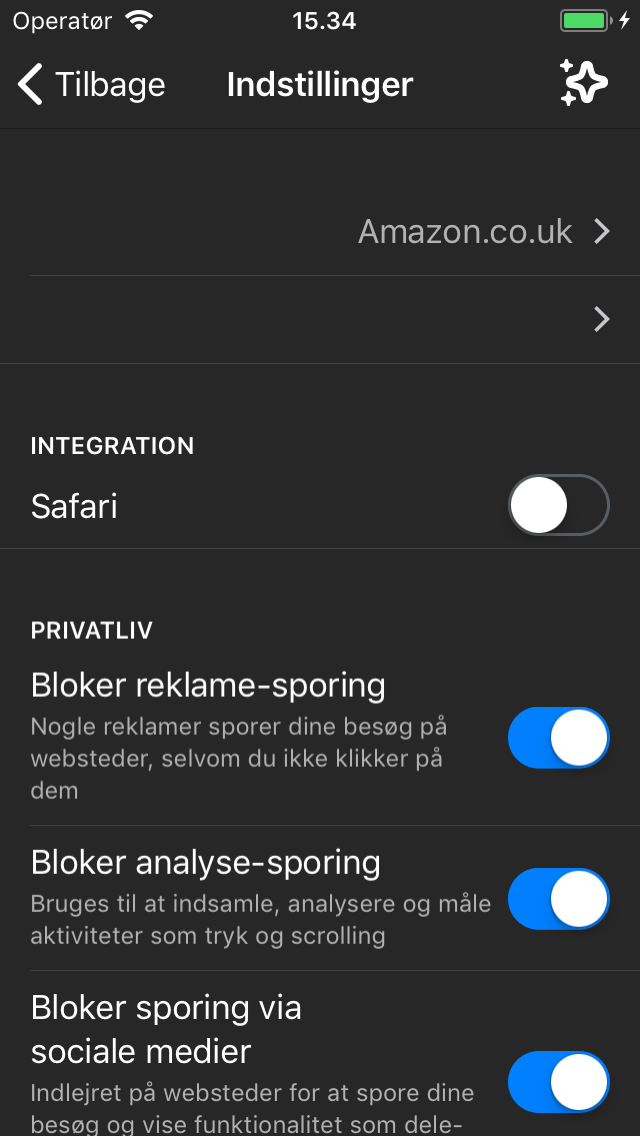 Operatør 15.34
Tilbage Indstillinger
Amazon.co.uk
INTEGRATION
Safari
PRIVATLIV
Bloker reklame-sporing
Nogle reklamer sporer dine besøg på
websteder, selvom du ikke klikker på
dem
Bloker analyse-sporing
Bruges til at indsamle, analysere og måle
aktiviteter som tryk og scrolling
Bloker sporing via
sociale medier
Indlejret på websteder for at spore dine
besøg og vise funktionalitet som dele-